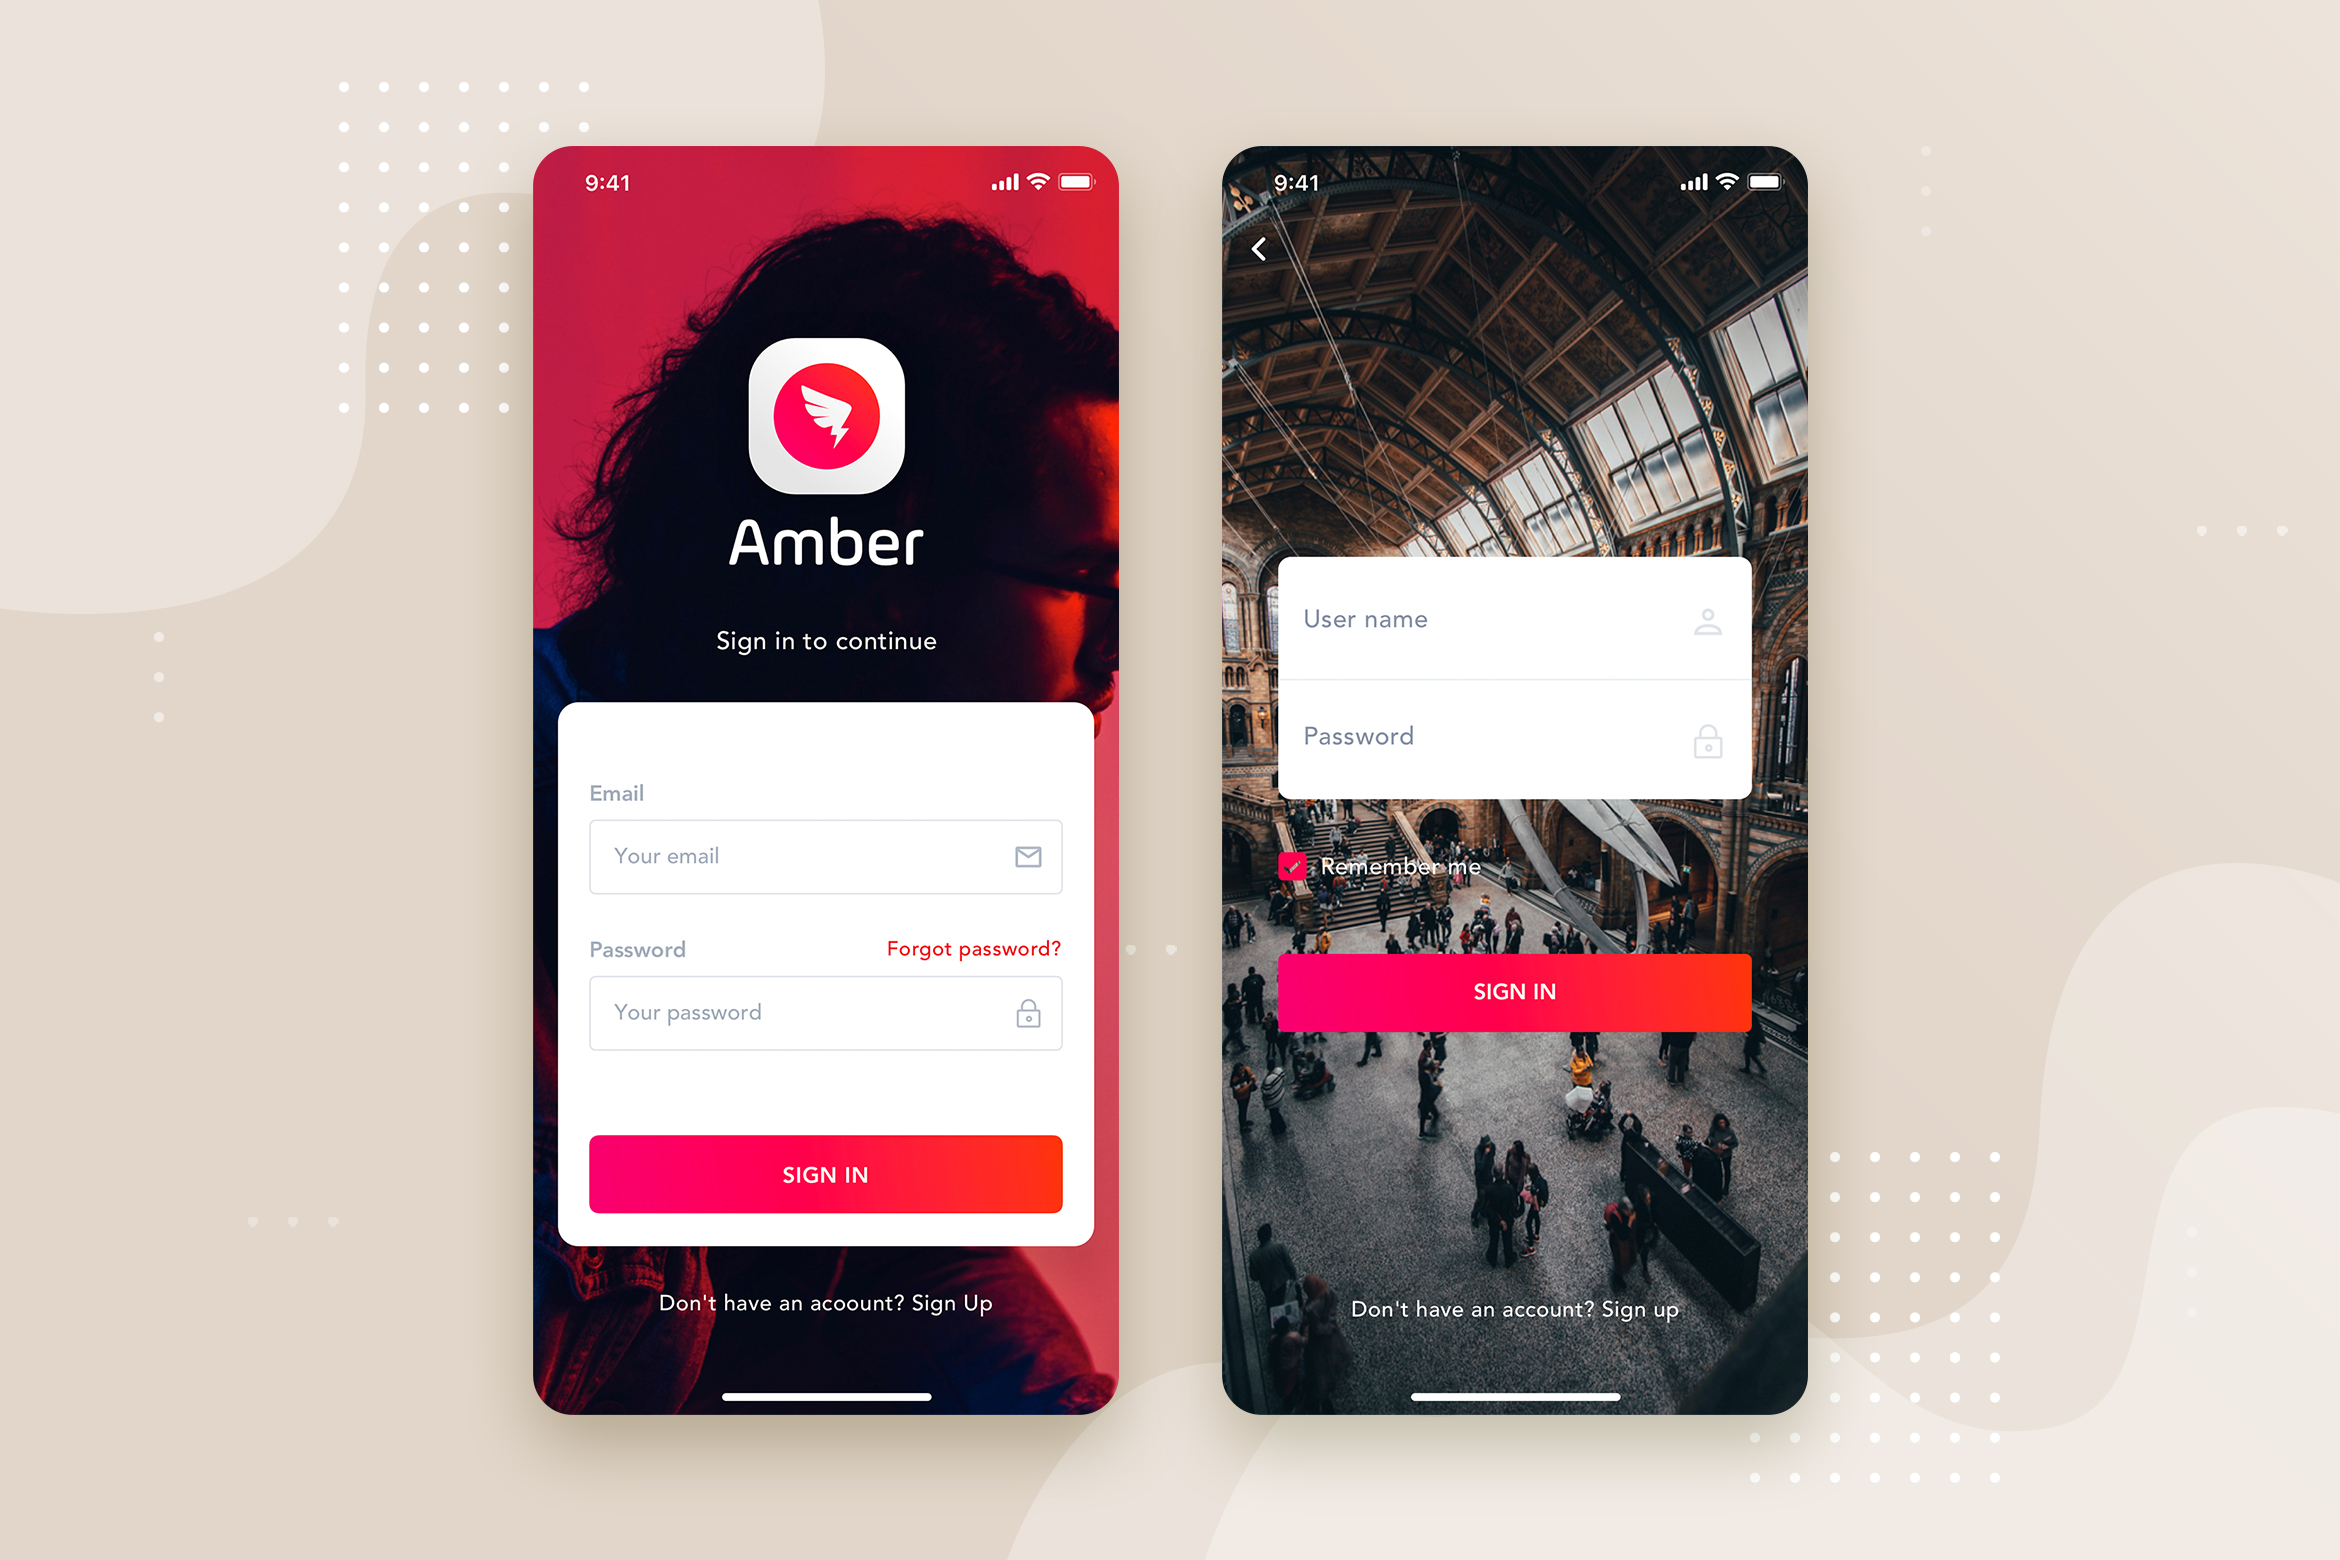 9:41
Amber
Sign in to continue
Email
Your email
Password
Forgot password?
Your password
SIGN IN
Don't have an acoount? Sign Up
9:41
User name
Password
Remember me
SIGN IN
Don't have an account? Sign up